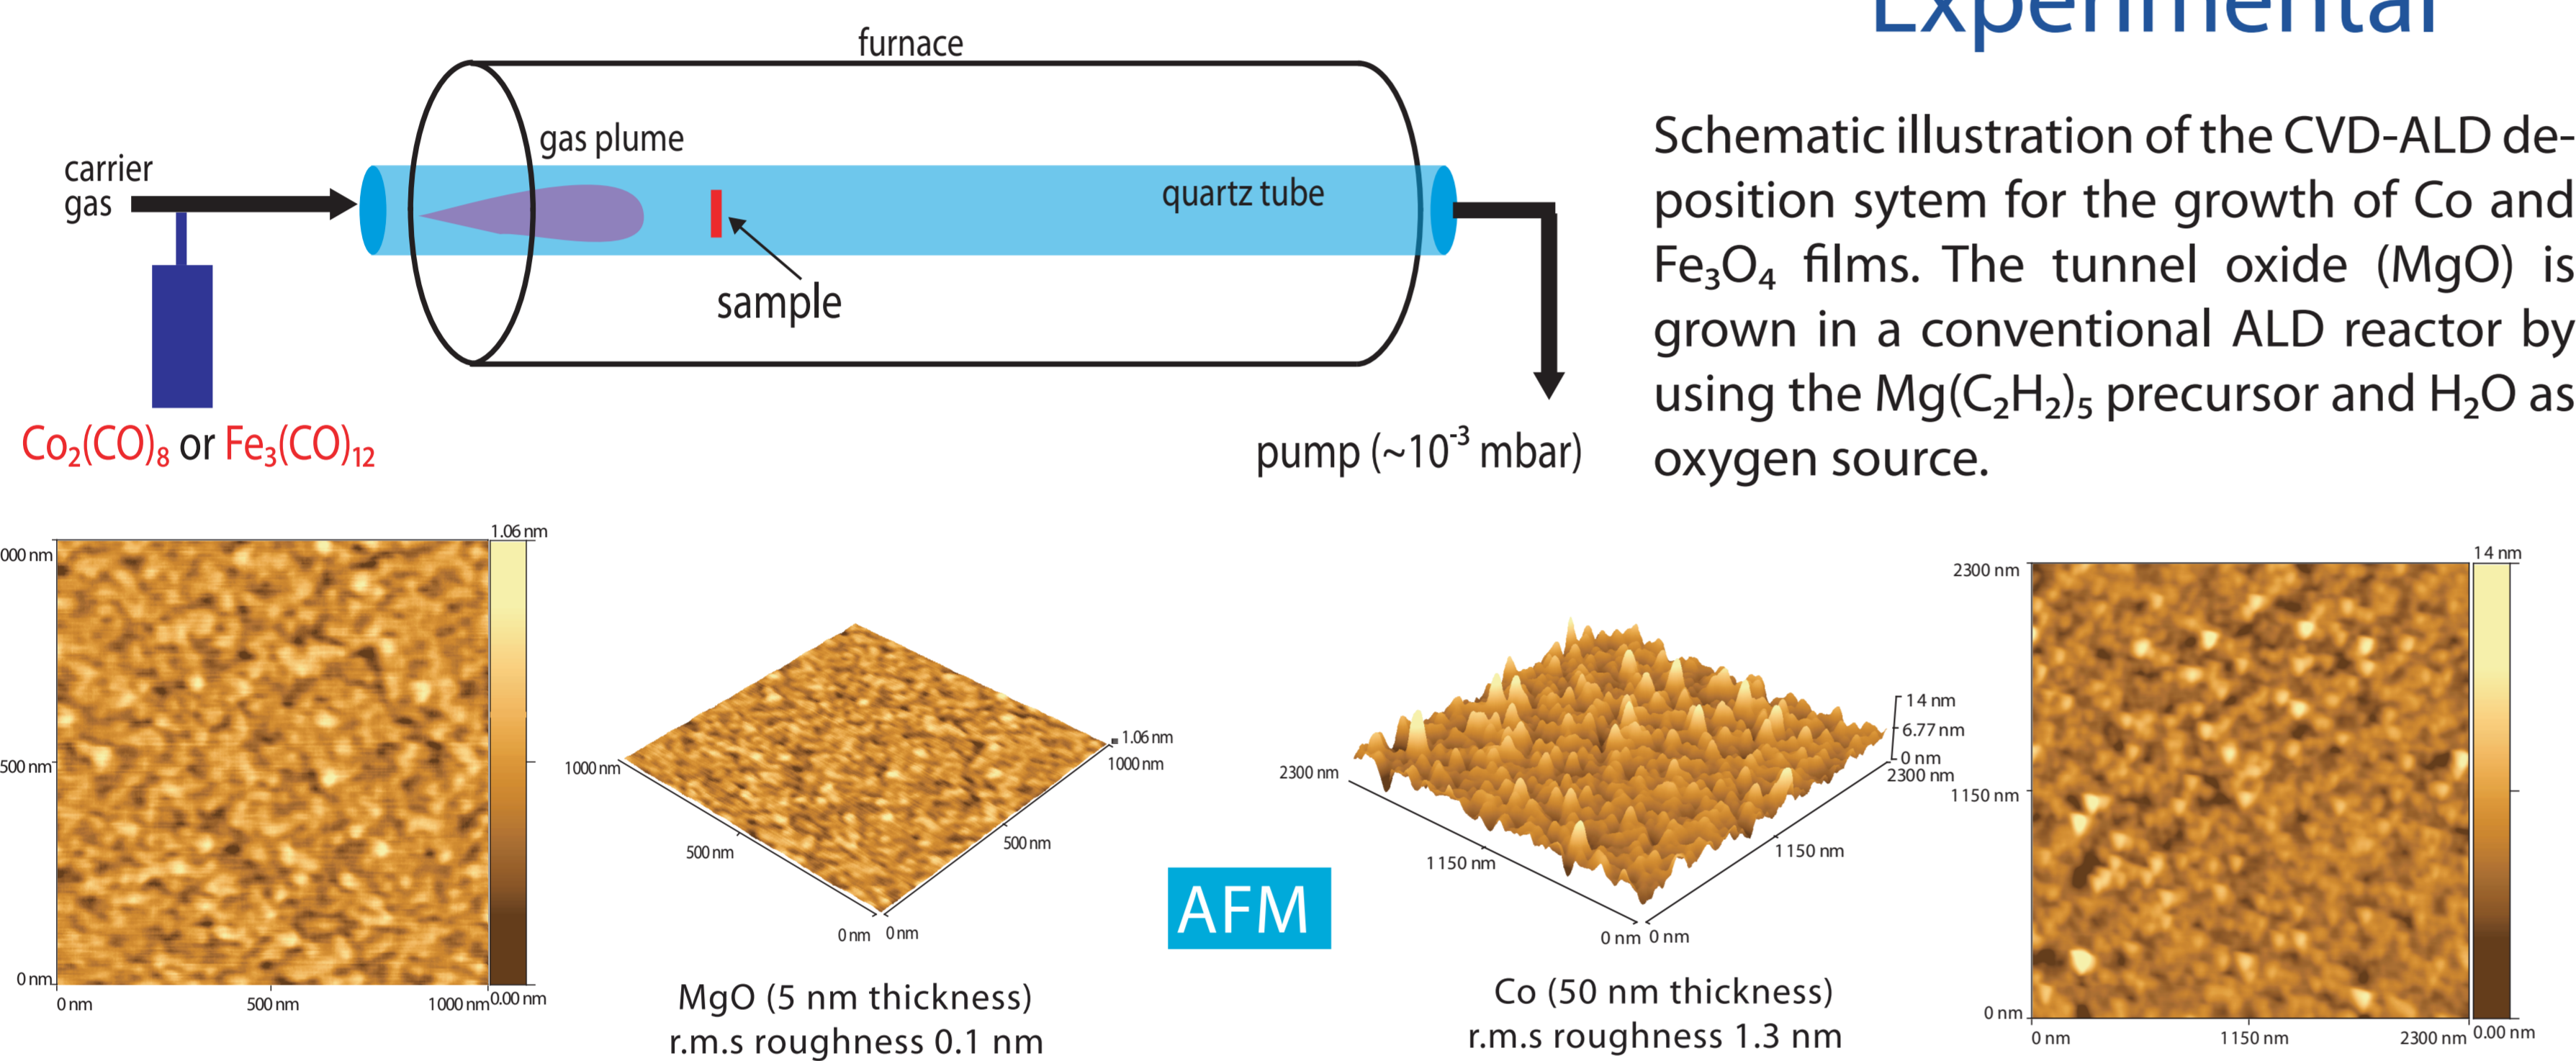 Experimental
furnace
gas plume
carrier
gas
quartz tube
sample
Co₂(CO)₈ or Fe₃(CO)₁₂
pump (~10⁻³ mbar)
Schematic illustration of the CVD-ALD de-
position sytem for the growth of Co and
Fe₃O₄ films. The tunnel oxide (MgO) is
grown in a conventional ALD reactor by
using the Mg(C₂H₂)₅ precursor and H₂O as
oxygen source.
1.06 nm
000 nm
500 nm
0 nm
0 nm
500 nm
1000 nm
0.00 nm
1000 nm
500 nm
0 nm
0 nm
500 nm
1000 nm
1.06 nm
MgO (5 nm thickness)
r.m.s roughness 0.1 nm
AFM
2300 nm
1150 nm
0 nm
0 nm
1150 nm
2300 nm
14 nm
6.77 nm
0 nm
Co (50 nm thickness)
r.m.s roughness 1.3 nm
14 nm
2300 nm
1150 nm
0 nm
0 nm
1150 nm
2300 nm
0.00 nm